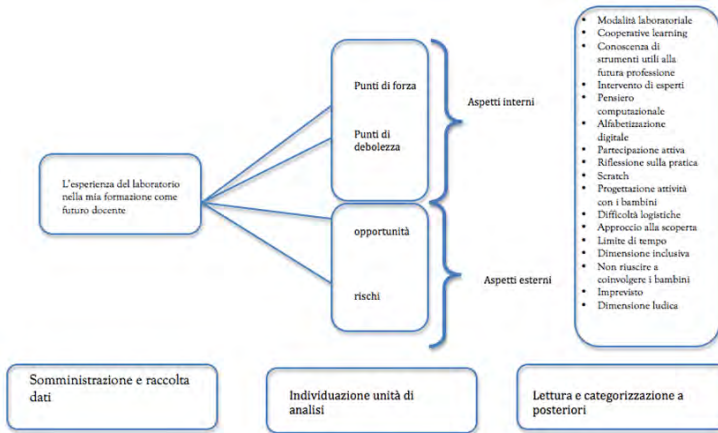 L'esperienza del laboratorio
nella mia formazione come
futuro docente
Punti di forza
Punti di
debolezza
opportunità
rischi
Aspetti interni
Aspetti esterni
• Modalità laboratoriale
• Cooperative learning
• Conoscenza di
strumenti utili alla
futura professione
• Intervento di esperti
• Pensiero
computazionale
• Alfabetizzazione
digitale
• Partecipazione attiva
• Riflessione sulla pratica
• Scratch
• Progettazione attività
con i bambini
• Difficoltà logistiche
• Approccio alla scoperta
• Limite di tempo
• Dimensione inclusiva
• Non riuscire a
coinvolgere i bambini
• Imprevisto
• Dimensione ludica
Somministrazione e raccolta
dati
Individuazione unità di
analisi
Lettura e categorizzazione a
posteriori